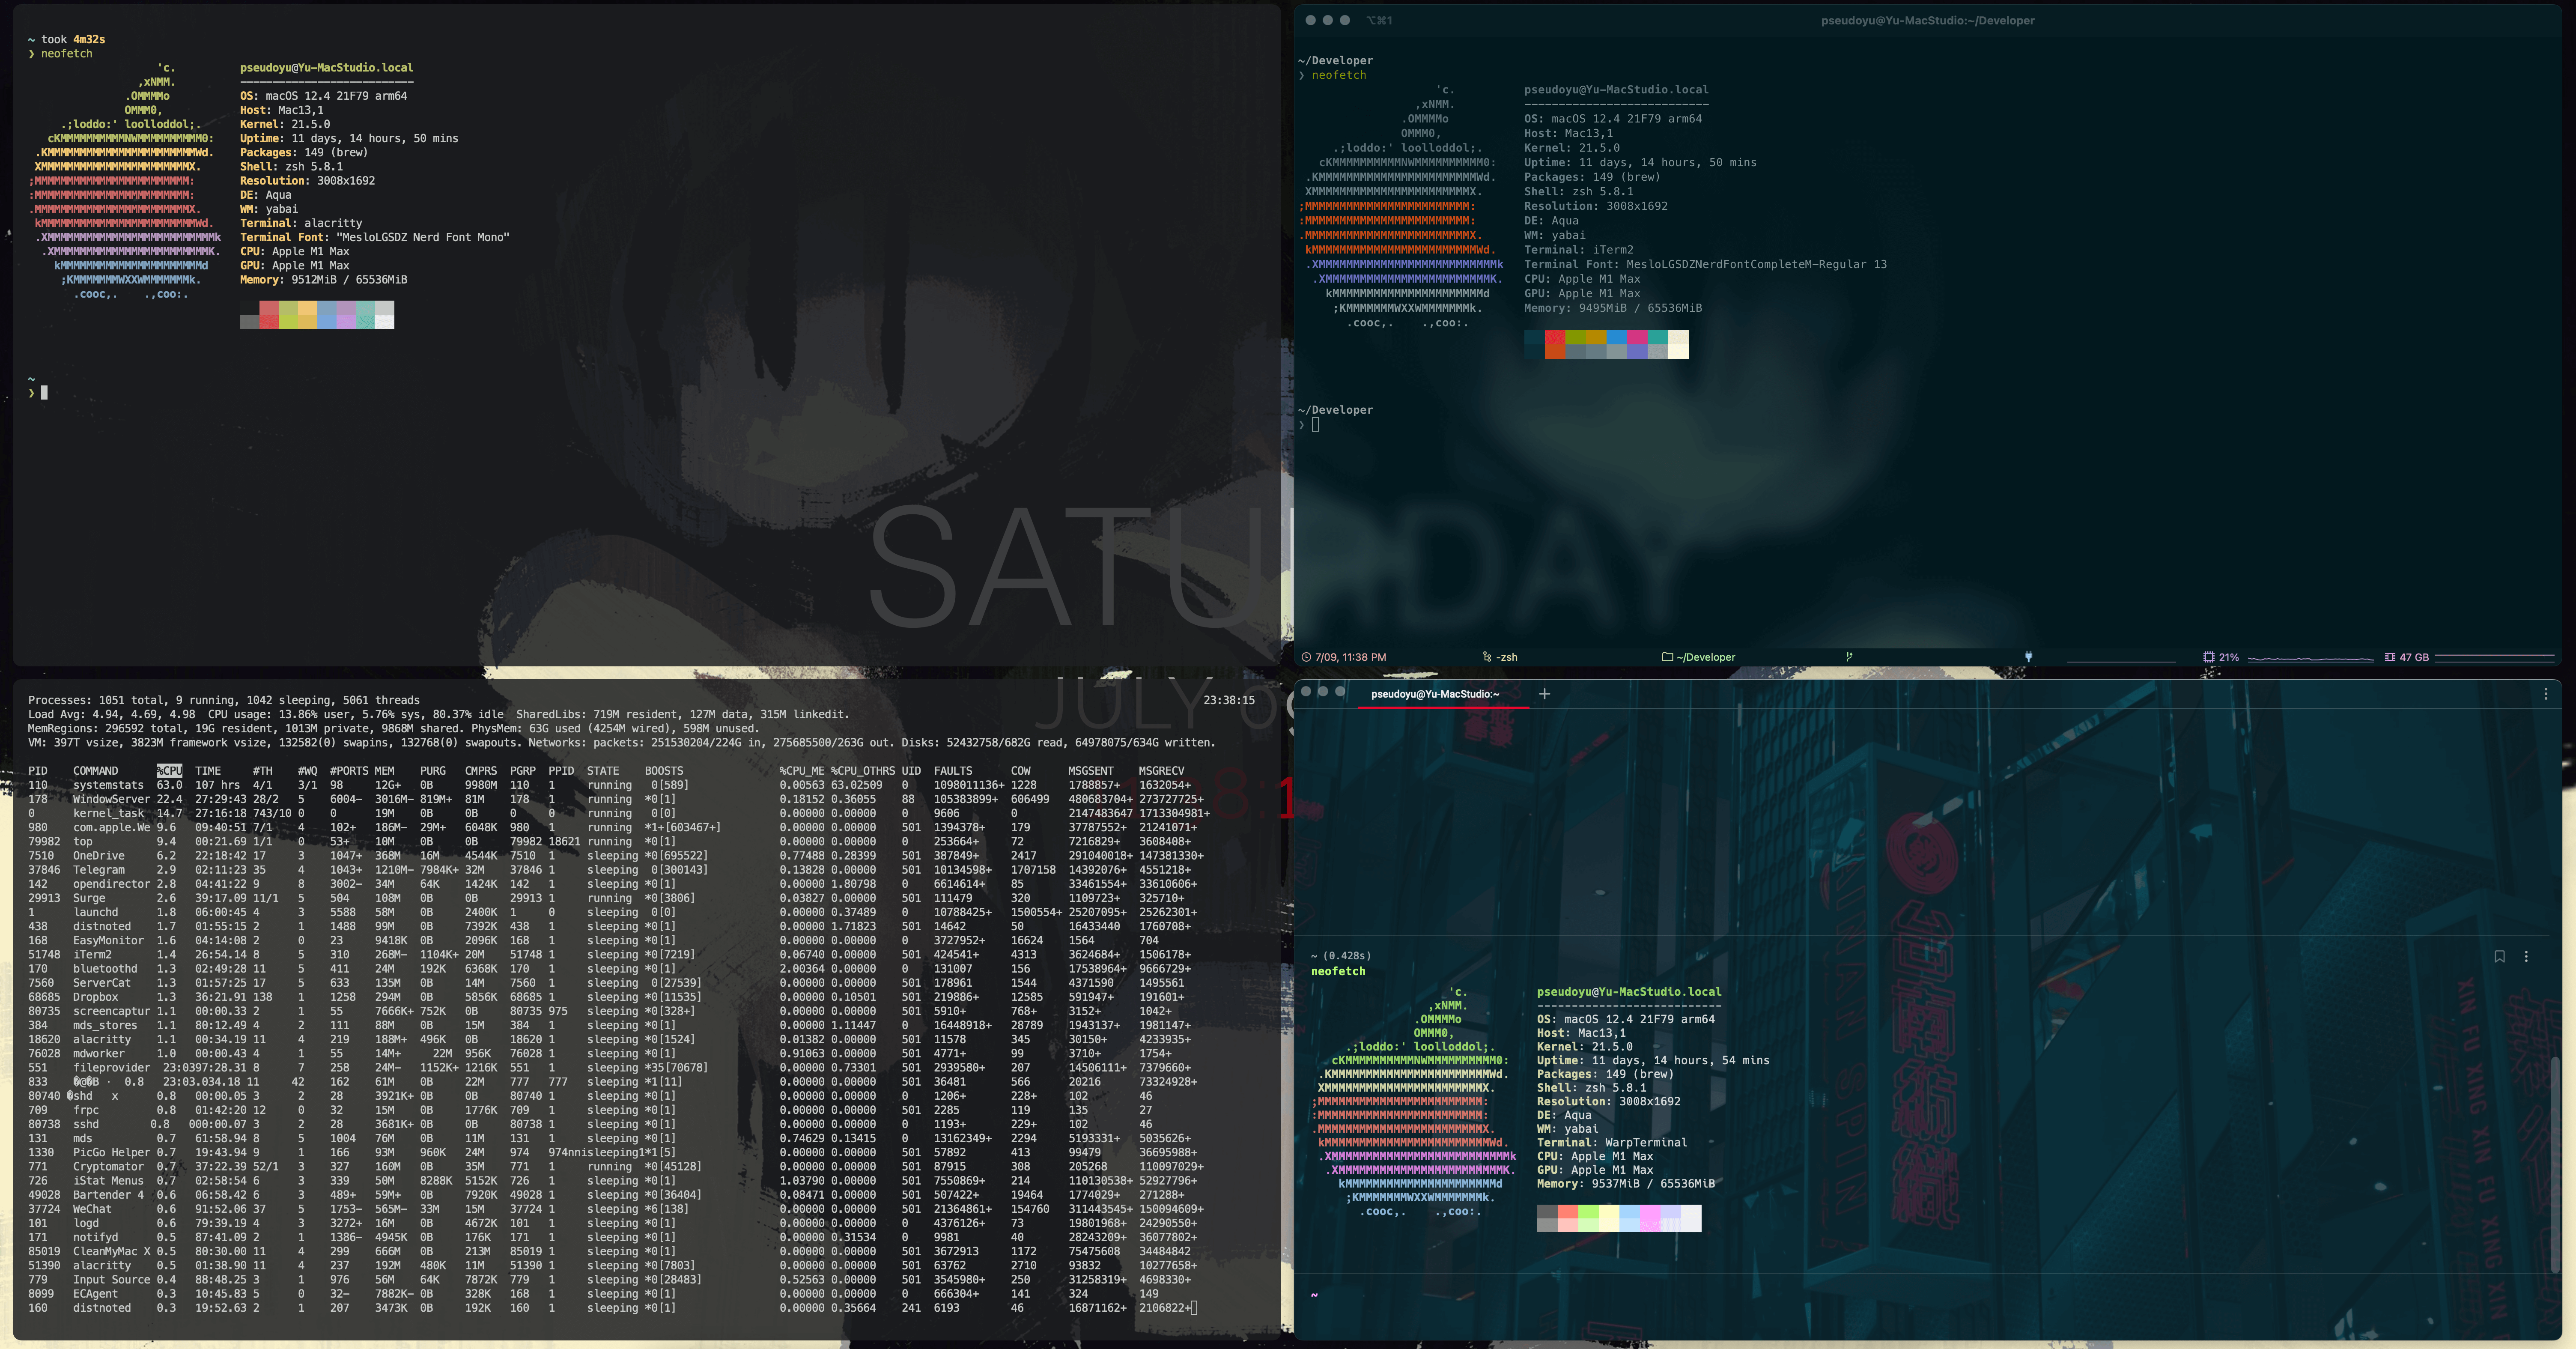 ~ took 4m32s
❯ neofetch
'c.
,xNMM.
.OMMMMo
OMMM0,
.;loddo:' loolloddol;.
cKMMMMMMMMMMNWMMMMMMMMMM0:
.KMMMMMMMMMMMMMMMMMMMMMMMWd.
XMMMMMMMMMMMMMMMMMMMMMMMX.
;MMMMMMMMMMMMMMMMMMMMMMMM:
:MMMMMMMMMMMMMMMMMMMMMMMM:
.MMMMMMMMMMMMMMMMMMMMMMMMX.
kMMMMMMMMMMMMMMMMMMMMMMMMWd.
.XMMMMMMMMMMMMMMMMMMMMMMMMMMk
.XMMMMMMMMMMMMMMMMMMMMMMMMK.
kMMMMMMMMMMMMMMMMMMMMMMd
;KMMMMMMMWXXWMMMMMMMk.
.cooc,. .,coo:.
pseudoyu@Yu-MacStudio.local
---------------------------
OS: macOS 12.4 21F79 arm64
Host: Mac13,1
Kernel: 21.5.0
Uptime: 11 days, 14 hours, 50 mins
Packages: 149 (brew)
Shell: zsh 5.8.1
Resolution: 3008x1692
DE: Aqua
WM: yabai
Terminal: alacritty
Terminal Font: "MesloLGSDZ Nerd Font Mono"
CPU: Apple M1 Max
GPU: Apple M1 Max
Memory: 9512MiB / 65536MiB
~
❯
SATURDAY
⌥⌘1
pseudoyu@Yu-MacStudio:~/Developer
~/Developer
❯ neofetch
'c.
,xNMM.
.OMMMMo
OMMM0,
.;loddo:' loolloddol;.
cKMMMMMMMMMMNWMMMMMMMMMM0:
.KMMMMMMMMMMMMMMMMMMMMMMMWd.
XMMMMMMMMMMMMMMMMMMMMMMMX.
;MMMMMMMMMMMMMMMMMMMMMMMM:
:MMMMMMMMMMMMMMMMMMMMMMMM:
.MMMMMMMMMMMMMMMMMMMMMMMMX.
kMMMMMMMMMMMMMMMMMMMMMMMMWd.
.XMMMMMMMMMMMMMMMMMMMMMMMMMMk
.XMMMMMMMMMMMMMMMMMMMMMMMMK.
kMMMMMMMMMMMMMMMMMMMMMMd
;KMMMMMMMWXXWMMMMMMMk.
.cooc,. .,coo:.
pseudoyu@Yu-MacStudio.local
---------------------------
OS: macOS 12.4 21F79 arm64
Host: Mac13,1
Kernel: 21.5.0
Uptime: 11 days, 14 hours, 50 mins
Packages: 149 (brew)
Shell: zsh 5.8.1
Resolution: 3008x1692
DE: Aqua
WM: yabai
Terminal: iTerm2
Terminal Font: MesloLGSDZNerdFontCompleteM-Regular 13
CPU: Apple M1 Max
GPU: Apple M1 Max
Memory: 9495MiB / 65536MiB
~/Developer
❯
7/09, 11:38 PM -zsh ~/Developer 21% 47 GB
JULY
Processes: 1051 total, 9 running, 1042 sleeping, 5061 threads 23:38:15
Load Avg: 4.94, 4.69, 4.98 CPU usage: 13.86% user, 5.76% sys, 80.37% idle SharedLibs: 719M resident, 127M data, 315M linkedit.
MemRegions: 296592 total, 19G resident, 1013M private, 9868M shared. PhysMem: 63G used (4254M wired), 598M unused.
VM: 397T vsize, 3823M framework vsize, 132582(0) swapins, 132768(0) swapouts. Networks: packets: 251530204/224G in, 275685500/263G out. Disks: 52432758/682G read, 64978075/634G written.
PID COMMAND %CPU TIME #TH #WQ #PORTS MEM PURG CMPRS PGRP PPID STATE BOOSTS %CPU_ME %CPU_OTHRS UID FAULTS COW MSGSENT MSGRECV
110 systemstats 63.0 107 hrs 4/1 3/1 98 12G+ 0B 9980M 110 1 running 0[589] 0.00563 63.02509 0 1098011136+ 1228 1788857+ 1632054+
178 WindowServer 22.4 27:29:43 28/2 5 6004- 3016M- 819M+ 81M 178 1 running *0[1] 0.18152 0.36055 88 105383899+ 606499 480683704+ 273727725+
0 kernel_task 14.7 27:16:18 743/10 0 0 19M 0B 0B 0 0 running 0[0] 0.00000 0.00000 0 9606 0 2147483647 1713304981+
980 com.apple.We 9.6 09:40:51 7/1 4 102+ 186M- 29M+ 6048K 980 1 running *1+[603467+] 0.00000 0.00000 501 1394378+ 179 37787552+ 21241071+
79982 top 9.4 00:21.69 1/1 0 53+ 10M 0B 0B 79982 18621 running *0[1] 0.00000 0.00000 0 253664+ 72 7216829+ 3608408+
7510 OneDrive 6.2 22:18:42 17 3 1047+ 368M 16M 4544K 7510 1 sleeping *0[695522] 0.77488 0.28399 501 387849+ 2417 291040018+ 147381330+
37846 Telegram 2.9 02:11:23 35 4 1043+ 1210M- 7984K+ 32M 37846 1 sleeping 0[300143] 0.13828 0.00000 501 10134598+ 1707158 14392076+ 4551218+
142 opendirector 2.8 04:41:22 9 8 3002- 34M 64K 1424K 142 1 sleeping *0[1] 0.00000 1.80798 0 6614614+ 85 33461554+ 33610606+
29913 Surge 2.6 39:17.09 11/1 5 504 108M 0B 0B 29913 1 running *0[3806] 0.03827 0.00000 501 111479 320 1109723+ 325710+
1 launchd 1.8 06:00:45 4 3 5588 58M 0B 2400K 1 0 sleeping 0[0] 0.00000 0.37489 0 10788425+ 1500554+ 25207095+ 25262301+
438 distnoted 1.7 01:55:15 2 1 1488 99M 0B 7392K 438 1 sleeping *0[1] 0.00000 1.71823 501 14642 50 16433440 1760708+
168 EasyMonitor 1.6 04:14:08 2 0 23 9418K 0B 2096K 168 1 sleeping *0[1] 0.00000 0.00000 0 3727952+ 16624 1564 704
51748 iTerm2 1.4 26:54.14 8 5 310 268M- 1104K+ 20M 51748 1 sleeping *0[7219] 0.06740 0.00000 501 424541+ 4313 3624684+ 1506178+
170 bluetoothd 1.3 02:49:28 11 5 411 24M 192K 6368K 170 1 sleeping *0[1] 2.00364 0.00000 0 131007 156 17538964+ 9666729+
7560 ServerCat 1.3 01:57:25 17 5 633 135M 0B 14M 7560 1 sleeping 0[27539] 0.00000 0.00000 501 178961 1544 4371590 1495561
68685 Dropbox 1.3 36:21.91 138 1 1258 294M 0B 5856K 68685 1 sleeping *0[11535] 0.00000 0.10501 501 219886+ 12585 591947+ 191601+
80735 screencaptur 1.1 00:00.33 2 1 55 7666K+ 752K 0B 80735 975 sleeping *0[328+] 0.00000 0.00000 501 5910+ 768+ 3152+ 1042+
384 mds_stores 1.1 80:12.49 4 2 111 88M 0B 15M 384 1 sleeping *0[1] 0.00000 1.11447 0 16448918+ 28789 1943137+ 1981147+
18620 alacritty 1.1 00:34.19 11 4 219 188M+ 496K 0B 18620 1 sleeping *0[1524] 0.01382 0.00000 501 11578 345 30150+ 4233935+
76028 mdworker 1.0 00:00.43 4 1 55 14M+ 22M 956K 76028 1 sleeping *0[1] 0.91063 0.00000 501 4771+ 99 3710+ 1754+
551 fileprovider 23:0397:28.31 8 7 258 24M- 1152K+ 1216K 551 1 sleeping *35[70678] 0.00000 0.73301 501 2939580+ 207 14506111+ 7379660+
833 �@�B · 0.8 23:03.034.18 11 42 162 61M 0B 22M 777 777 sleeping *1[11] 0.00000 0.00000 501 36481 566 20216 73324928+
80740 �shd x 0.8 00:00.05 3 2 28 3921K+ 0B 0B 80740 1 sleeping *0[1] 0.00000 0.00000 0 1206+ 228+ 102 46
709 frpc 0.8 01:42:20 12 0 32 15M 0B 1776K 709 1 sleeping *0[1] 0.00000 0.00000 501 2285 119 135 27
80738 sshd 0.8 000:00.07 3 2 28 3681K+ 0B 0B 80738 1 sleeping *0[1] 0.00000 0.00000 0 1193+ 229+ 102 46
131 mds 0.7 61:58.94 8 5 1004 76M 0B 11M 131 1 sleeping *0[1] 0.74629 0.13415 0 13162349+ 2294 5193331+ 5035626+
1330 PicGo Helper 0.7 19:43.94 9 1 166 93M 960K 24M 974 974nnissleeping1*1[5] 0.00000 0.00000 501 57892 413 99479 36695988+
771 Cryptomator 0.7 37:22.39 52/1 3 327 160M 0B 35M 771 1 running *0[45128] 0.00000 0.00000 501 87915 308 205268 110097029+
726 iStat Menus 0.7 02:58:54 6 3 339 50M 8288K 5152K 726 1 sleeping *0[1] 1.03790 0.00000 501 7550869+ 214 110130538+ 52927796+
49028 Bartender 4 0.6 06:58.42 6 3 489+ 59M+ 0B 7920K 49028 1 sleeping *0[36404] 0.08471 0.00000 501 507422+ 19464 1774029+ 271288+
37724 WeChat 0.6 91:52.06 37 5 1753- 565M- 33M 15M 37724 1 sleeping *6[138] 0.00000 0.00000 501 21364861+ 154760 311443545+ 150094609+
101 logd 0.6 79:39.19 4 3 3272+ 16M 0B 4672K 101 1 sleeping *0[1] 0.00000 0.00000 0 4376126+ 73 19801968+ 24290550+
171 notifyd 0.5 87:41.09 2 1 1386- 4945K 0B 176K 171 1 sleeping *0[1] 0.00000 0.31534 0 9981 40 28243209+ 36077802+
85019 CleanMyMac X 0.5 80:30.00 11 4 299 666M 0B 213M 85019 1 sleeping *0[1] 0.00000 0.00000 501 3672913 1172 75475608 34484842
51390 alacritty 0.5 01:38.90 11 4 237 192M 480K 11M 51390 1 sleeping *0[7803] 0.00000 0.00000 501 63762 2710 93832 10277658+
779 Input Source 0.4 88:48.25 3 1 976 56M 64K 7872K 779 1 sleeping *0[28483] 0.52563 0.00000 501 3545980+ 250 31258319+ 4698330+
8099 ECAgent 0.3 10:45.83 5 0 32- 7882K- 0B 328K 168 1 sleeping *0[1] 0.00000 0.00000 0 666304+ 141 324 149
160 distnoted 0.3 19:52.63 2 1 207 3473K 0B 192K 160 1 sleeping *0[1] 0.00000 0.35664 241 6193 46 16871162+ 2106822+
pseudoyu@Yu-MacStudio:~ +
~ (0.428s)
neofetch
'c.
,xNMM.
.OMMMMo
OMMM0,
.;loddo:' loolloddol;.
cKMMMMMMMMMMNWMMMMMMMMMM0:
.KMMMMMMMMMMMMMMMMMMMMMMMWd.
XMMMMMMMMMMMMMMMMMMMMMMMX.
;MMMMMMMMMMMMMMMMMMMMMMMM:
:MMMMMMMMMMMMMMMMMMMMMMMM:
.MMMMMMMMMMMMMMMMMMMMMMMMX.
kMMMMMMMMMMMMMMMMMMMMMMMMWd.
.XMMMMMMMMMMMMMMMMMMMMMMMMMMk
.XMMMMMMMMMMMMMMMMMMMMMMMMK.
kMMMMMMMMMMMMMMMMMMMMMMd
;KMMMMMMMWXXWMMMMMMMk.
.cooc,. .,coo:.
pseudoyu@Yu-MacStudio.local
---------------------------
OS: macOS 12.4 21F79 arm64
Host: Mac13,1
Kernel: 21.5.0
Uptime: 11 days, 14 hours, 54 mins
Packages: 149 (brew)
Shell: zsh 5.8.1
Resolution: 3008x1692
DE: Aqua
WM: yabai
Terminal: WarpTerminal
CPU: Apple M1 Max
GPU: Apple M1 Max
Memory: 9537MiB / 65536MiB
~
XIN FU XING XIN FU XING XIN